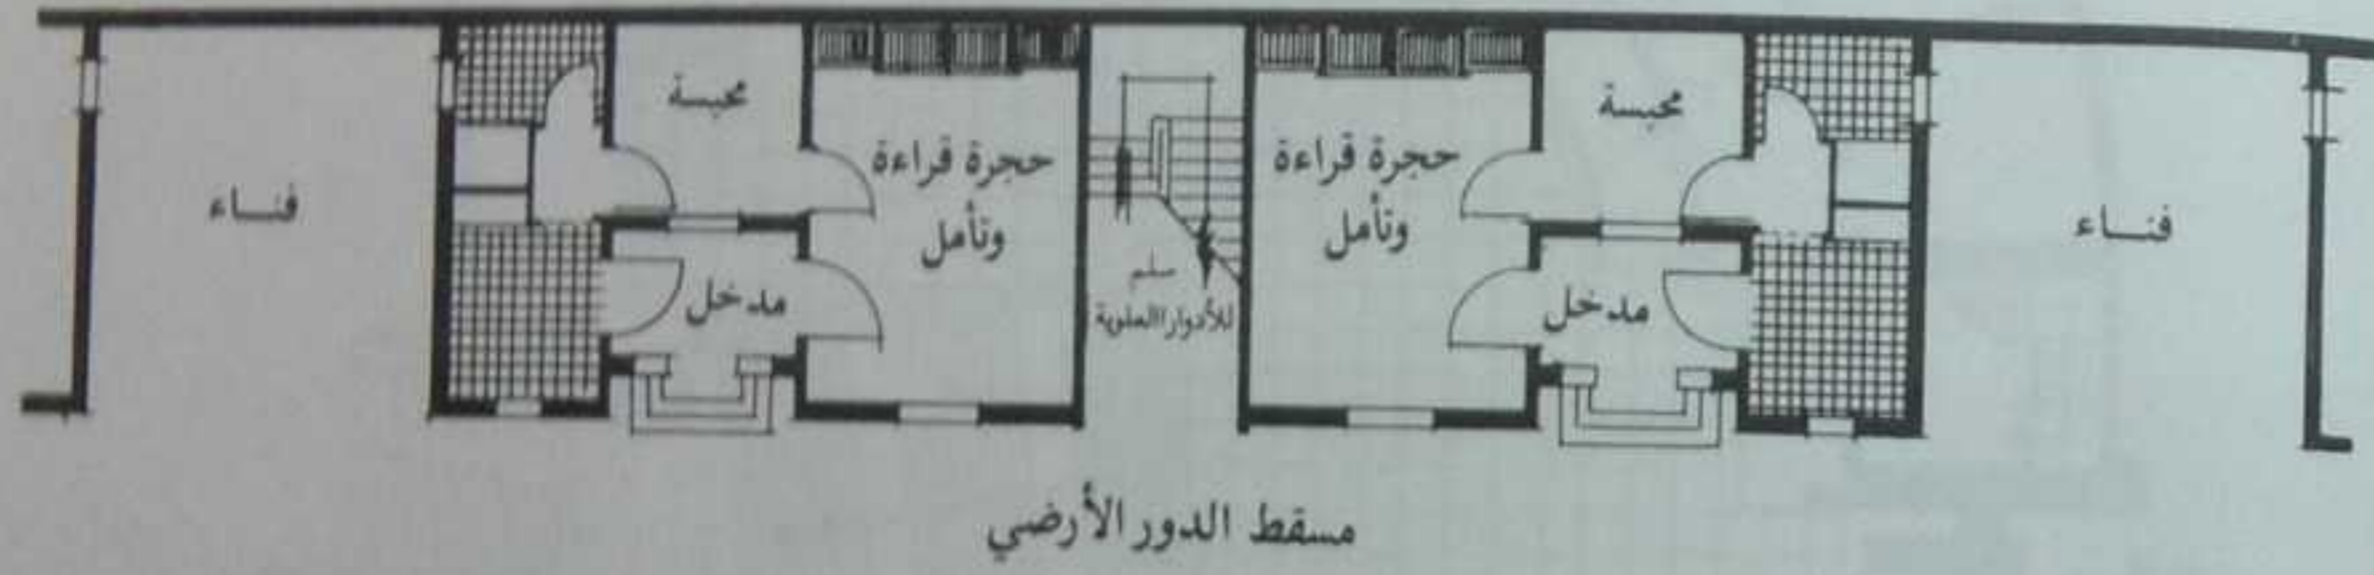 محبسة
محبسة
حجرة قراءة
وتأمل
حجرة قراءة
وتأمل
فناء
فناء
مدخل
مدخل
سلم
للأدوار العلوية
مسقط الدور الأرضي